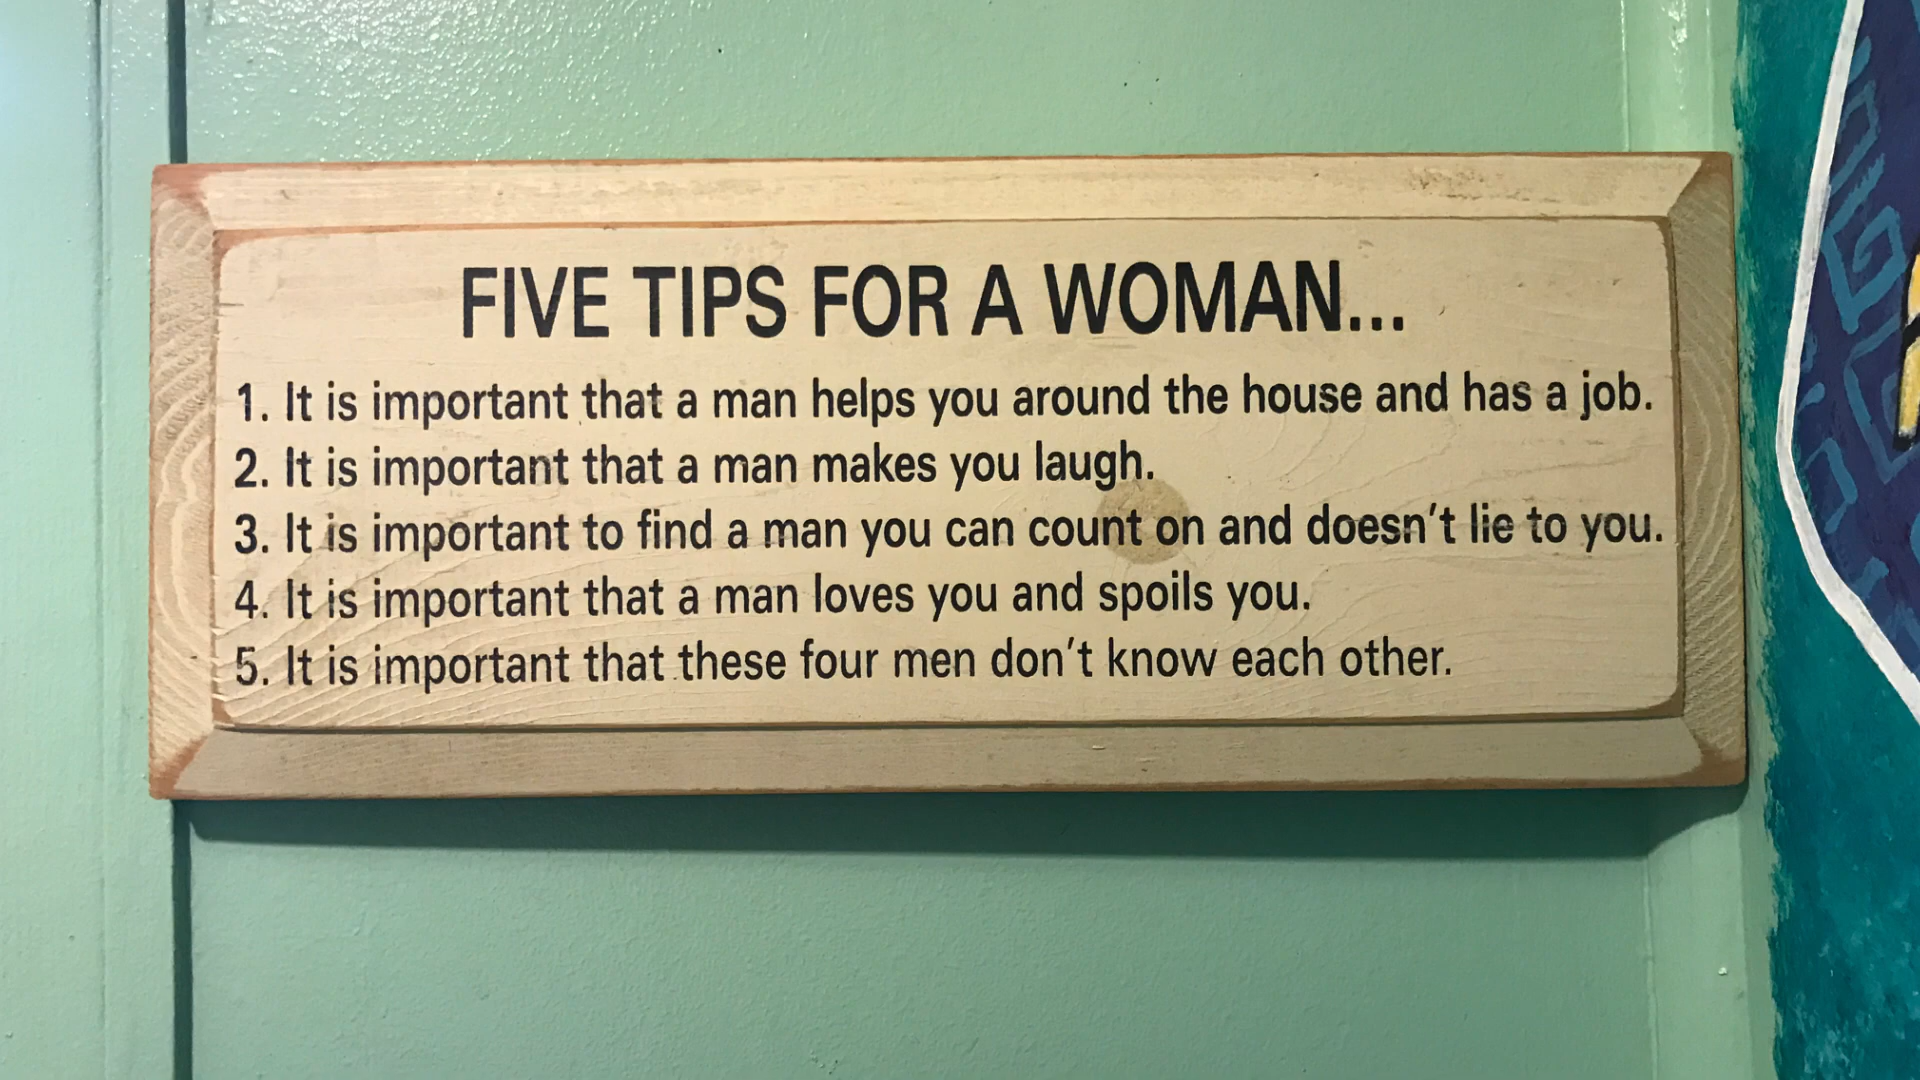 FIVE TIPS FOR A WOMAN...
1. It is important that a man helps you around the house and has a job.
2. It is important that a man makes you laugh.
3. It is important to find a man you can count on and doesn't lie to you.
4. It is important that a man loves you and spoils you.
5. It is important that these four men don't know each other.